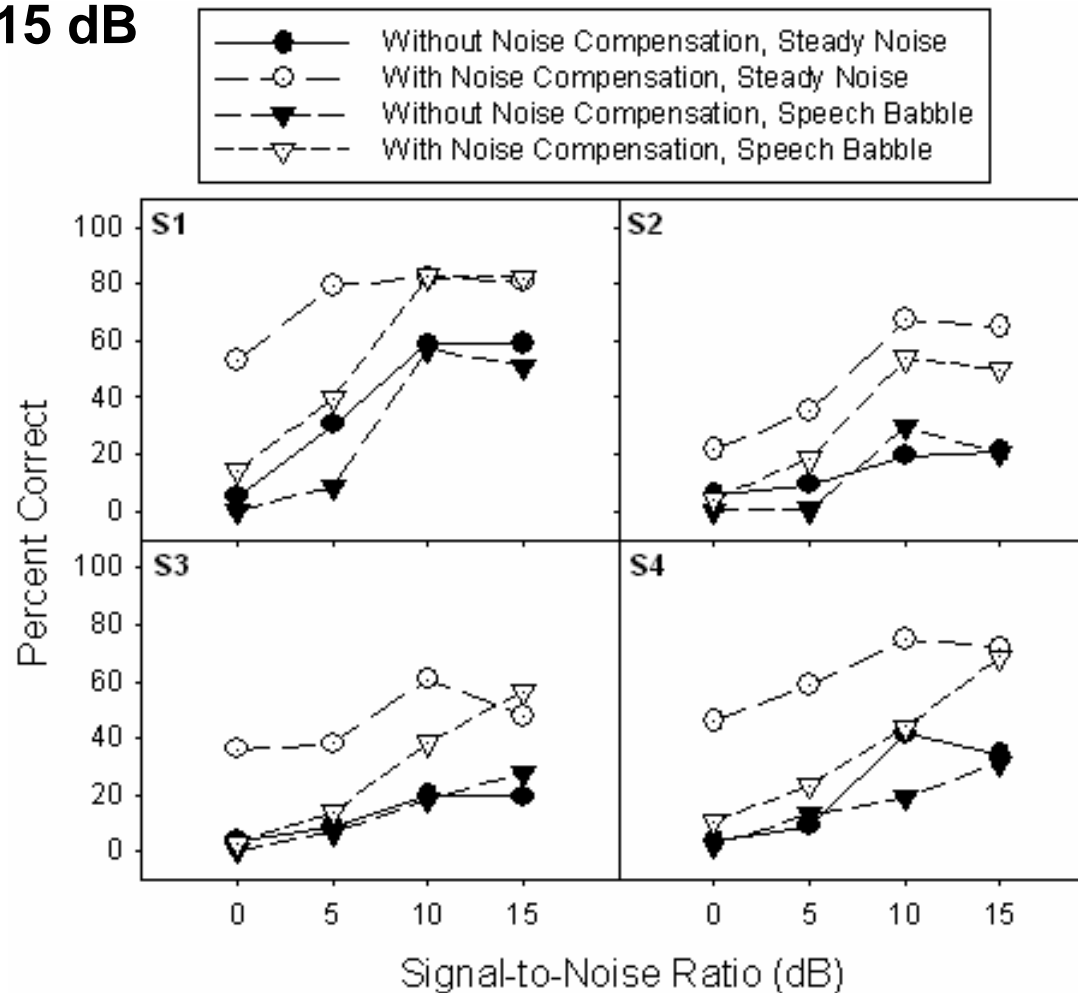 15 dB
Without Noise Compensation, Steady Noise
With Noise Compensation, Steady Noise
Without Noise Compensation, Speech Babble
With Noise Compensation, Speech Babble
S1
S2
100
80
60
40
20
0
S3
S4
100
80
60
40
20
0
Percent Correct
0 5 10 15 0 5 10 15
Signal-to-Noise Ratio (dB)